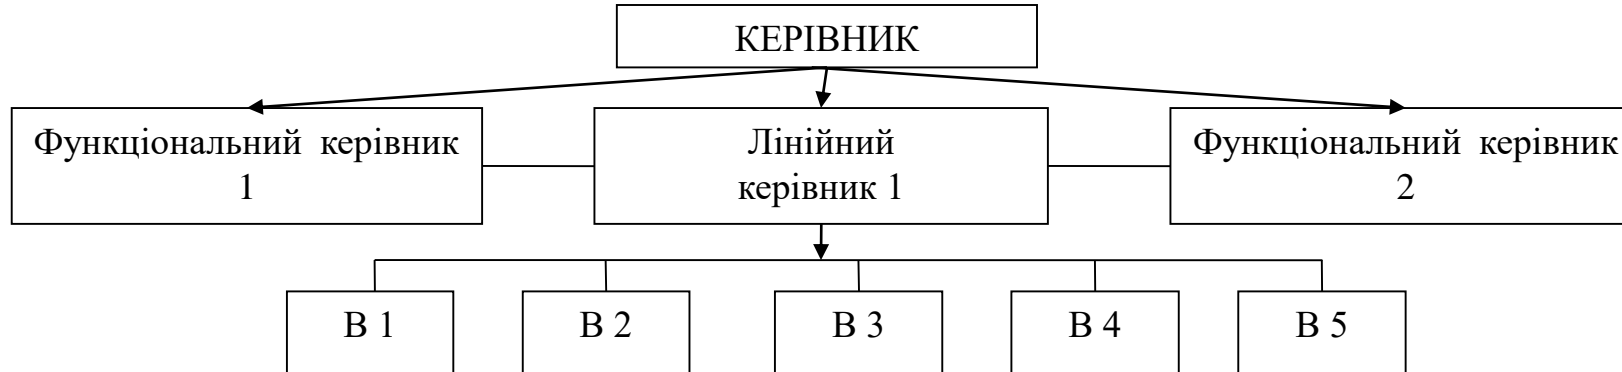 КЕРІВНИК
Функціональний керівник
1
Лінійний
керівник 1
Функціональний керівник
2
В 1
В 2
В 3
В 4
В 5